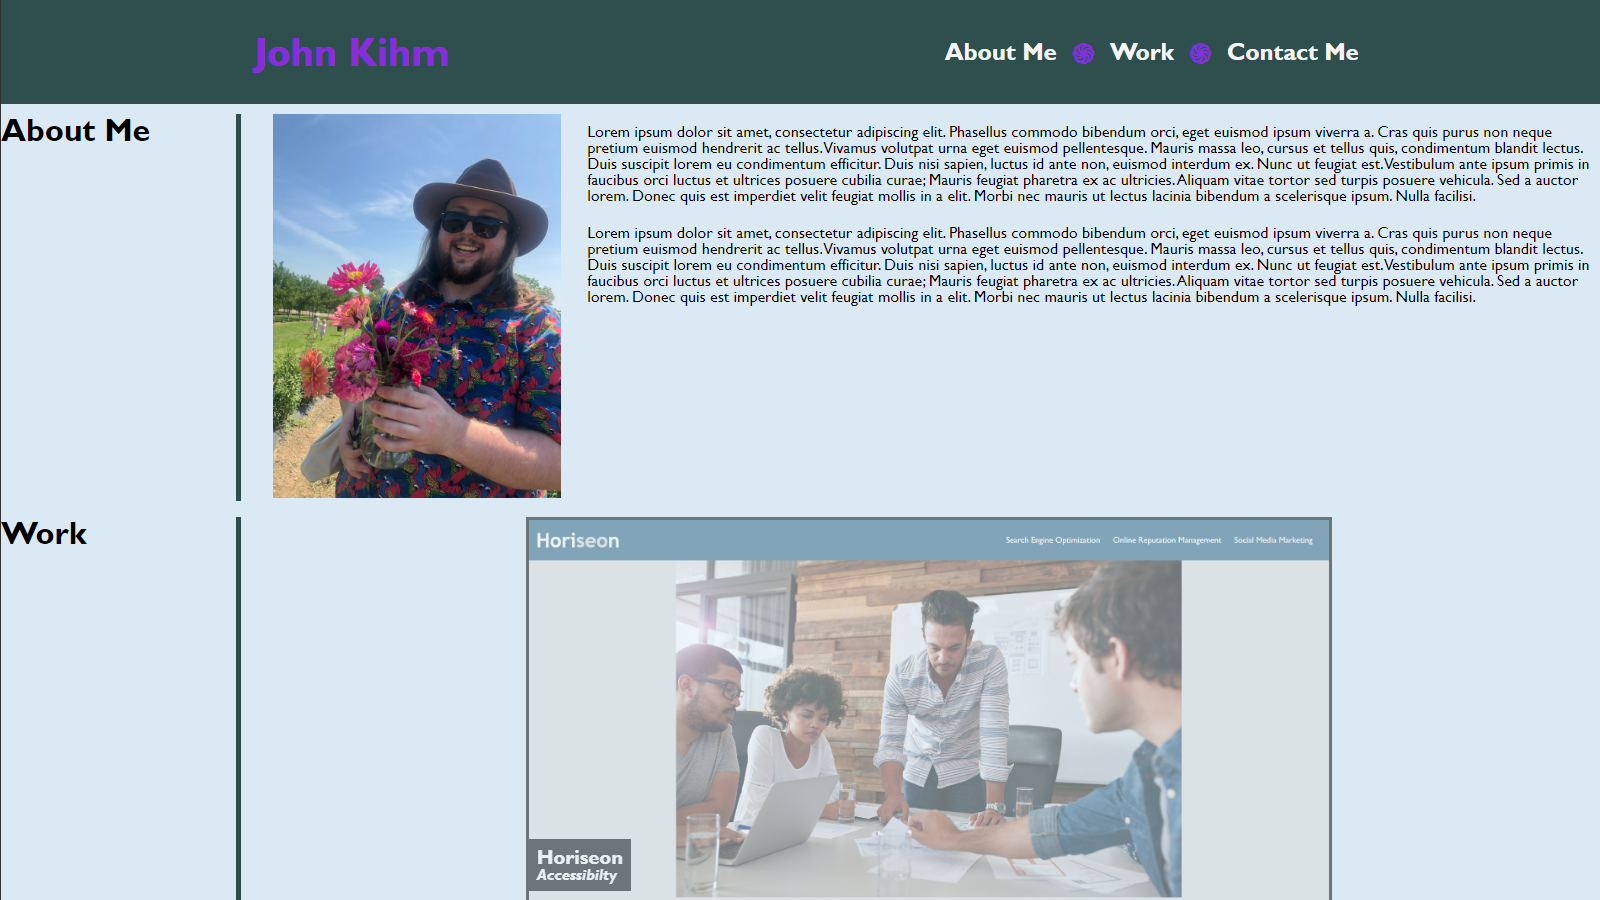 John Kihm
About Me Work Contact Me
About Me
Lorem ipsum dolor sit amet, consectetur adipiscing elit. Phasellus commodo bibendum orci, eget euismod ipsum viverra a. Cras quis purus non neque
pretium euismod hendrerit ac tellus. Vivamus volutpat urna eget euismod pellentesque. Mauris massa leo, cursus et tellus quis, condimentum blandit lectus.
Duis suscipit lorem eu condimentum efficitur. Duis nisi sapien, luctus id ante non, euismod interdum ex. Nunc ut feugiat est. Vestibulum ante ipsum primis in
faucibus orci luctus et ultrices posuere cubilia curae; Mauris feugiat pharetra ex ac ultricies. Aliquam vitae tortor sed turpis posuere vehicula. Sed a auctor
lorem. Donec quis est imperdiet velit feugiat mollis in a elit. Morbi nec mauris ut lectus lacinia bibendum a scelerisque ipsum. Nulla facilisi.
Lorem ipsum dolor sit amet, consectetur adipiscing elit. Phasellus commodo bibendum orci, eget euismod ipsum viverra a. Cras quis purus non neque
pretium euismod hendrerit ac tellus. Vivamus volutpat urna eget euismod pellentesque. Mauris massa leo, cursus et tellus quis, condimentum blandit lectus.
Duis suscipit lorem eu condimentum efficitur. Duis nisi sapien, luctus id ante non, euismod interdum ex. Nunc ut feugiat est. Vestibulum ante ipsum primis in
faucibus orci luctus et ultrices posuere cubilia curae; Mauris feugiat pharetra ex ac ultricies. Aliquam vitae tortor sed turpis posuere vehicula. Sed a auctor
lorem. Donec quis est imperdiet velit feugiat mollis in a elit. Morbi nec mauris ut lectus lacinia bibendum a scelerisque ipsum. Nulla facilisi.
Work
Horiseon
Search Engine Optimization Online Reputation Management Social Media Marketing
Horiseon
Accessibilty